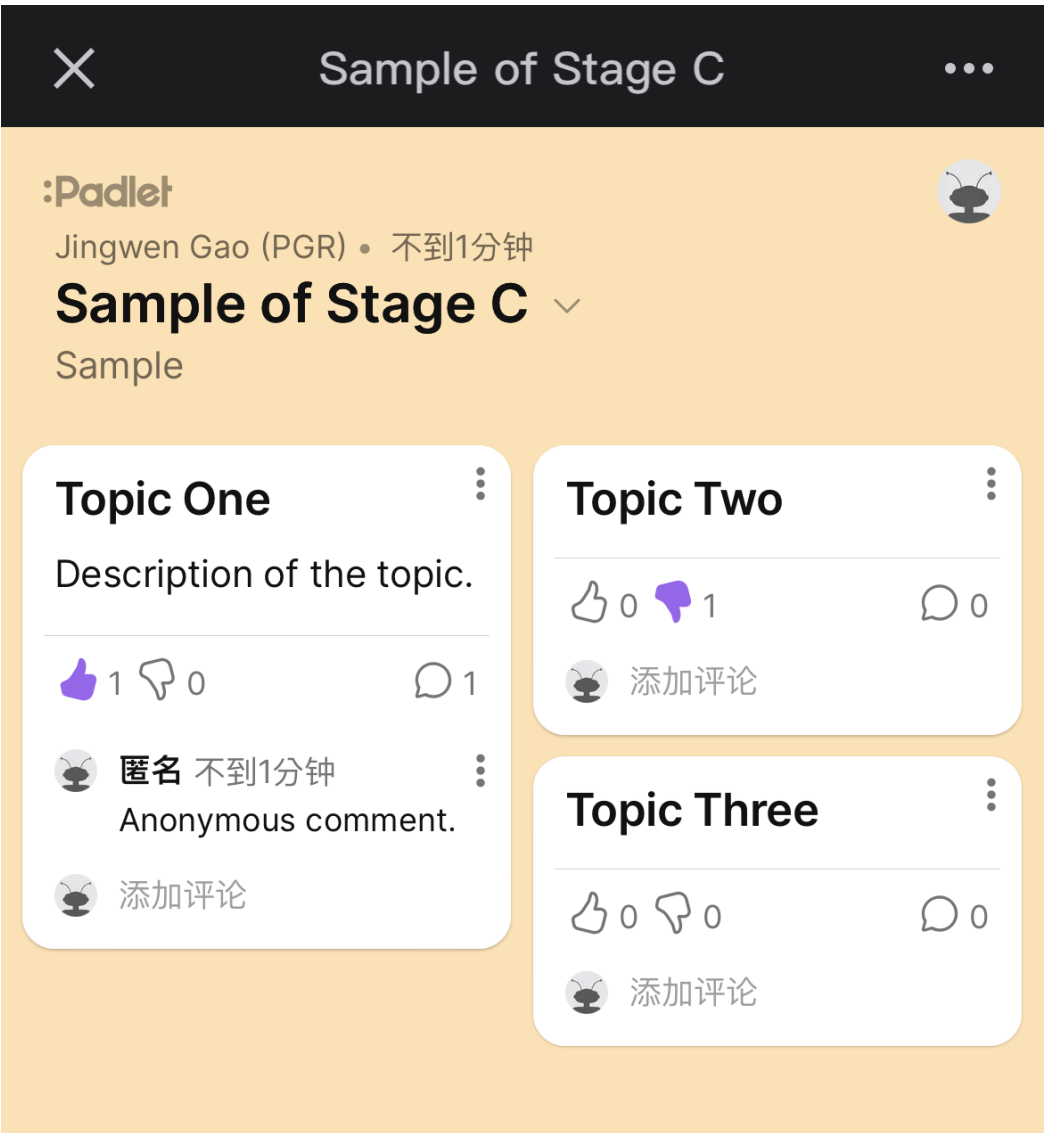 Sample of Stage C
:Padlet
Jingwen Gao (PGR) • 不到1分钟
Sample of Stage C
Sample
Topic One
Description of the topic.
1 0 1
匿名 不到1分钟
Anonymous comment.
添加评论
Topic Two
0 1 0
添加评论
Topic Three
0 0 0
添加评论